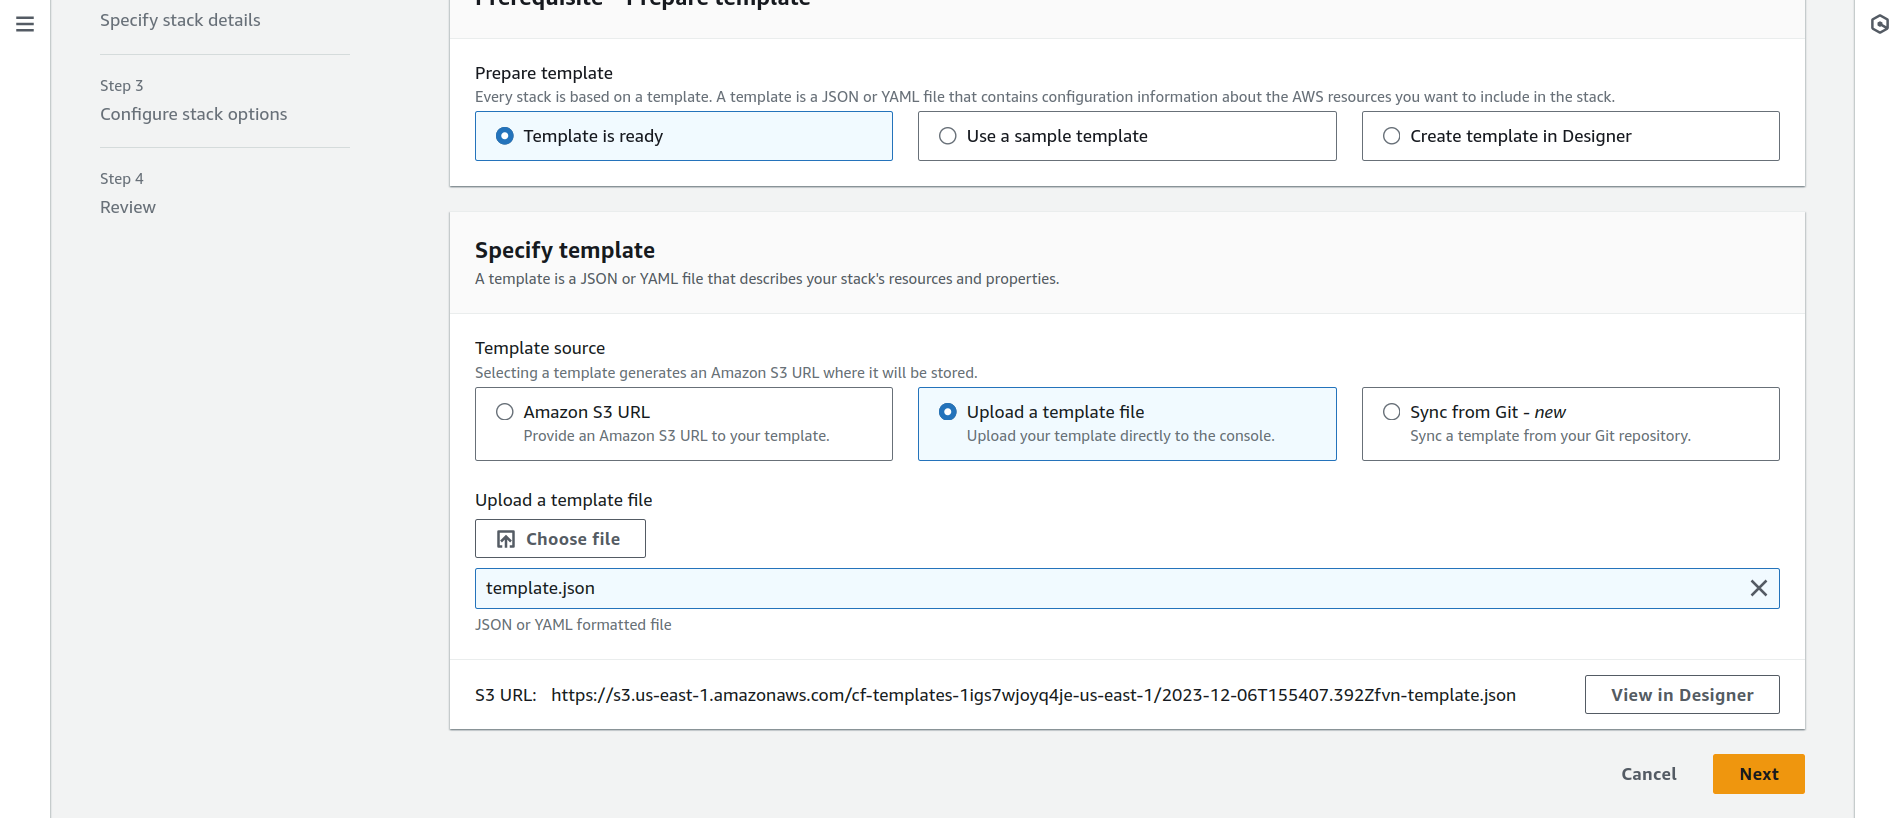 Specify stack details
Step 3
Configure stack options
Step 4
Review
Prerequisite - Prepare template
Prepare template
Every stack is based on a template. A template is a JSON or YAML file that contains configuration information about the AWS resources you want to include in the stack.
Template is ready
Use a sample template
Create template in Designer
Specify template
A template is a JSON or YAML file that describes your stack's resources and properties.
Template source
Selecting a template generates an Amazon S3 URL where it will be stored.
Amazon S3 URL
Provide an Amazon S3 URL to your template.
Upload a template file
Upload your template directly to the console.
Sync from Git - new
Sync a template from your Git repository.
Upload a template file
Choose file
template.json
JSON or YAML formatted file
S3 URL: https://s3.us-east-1.amazonaws.com/cf-templates-1igs7wjoyq4je-us-east-1/2023-12-06T155407.392Zfvn-template.json
View in Designer
Cancel
Next